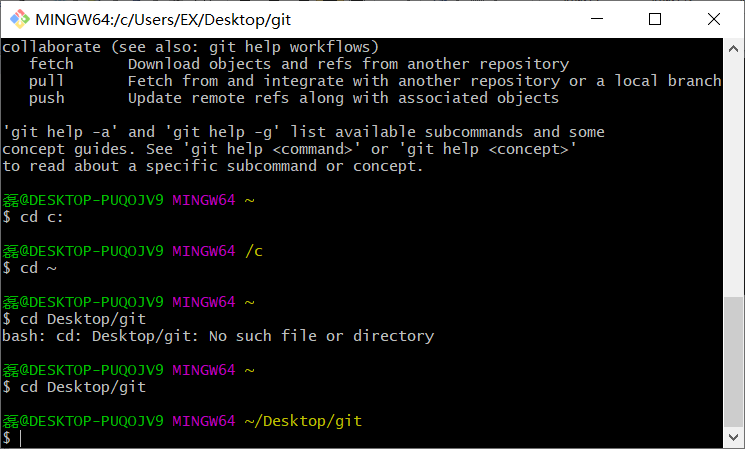 MINGW64:/c/Users/EX/Desktop/git
collaborate (see also: git help workflows)
   fetch      Download objects and refs from another repository
   pull       Fetch from and integrate with another repository or a local branch
   push       Update remote refs along with associated objects
'git help -a' and 'git help -g' list available subcommands and some
concept guides. See 'git help <command>' or 'git help <concept>'
to read about a specific subcommand or concept.
磊@DESKTOP-PUQOJV9 MINGW64 ~
$ cd c:
磊@DESKTOP-PUQOJV9 MINGW64 /c
$ cd ~
磊@DESKTOP-PUQOJV9 MINGW64 ~
$ cd Desktop/git
bash: cd: Desktop/git: No such file or directory
磊@DESKTOP-PUQOJV9 MINGW64 ~
$ cd Desktop/git
磊@DESKTOP-PUQOJV9 MINGW64 ~/Desktop/git
$